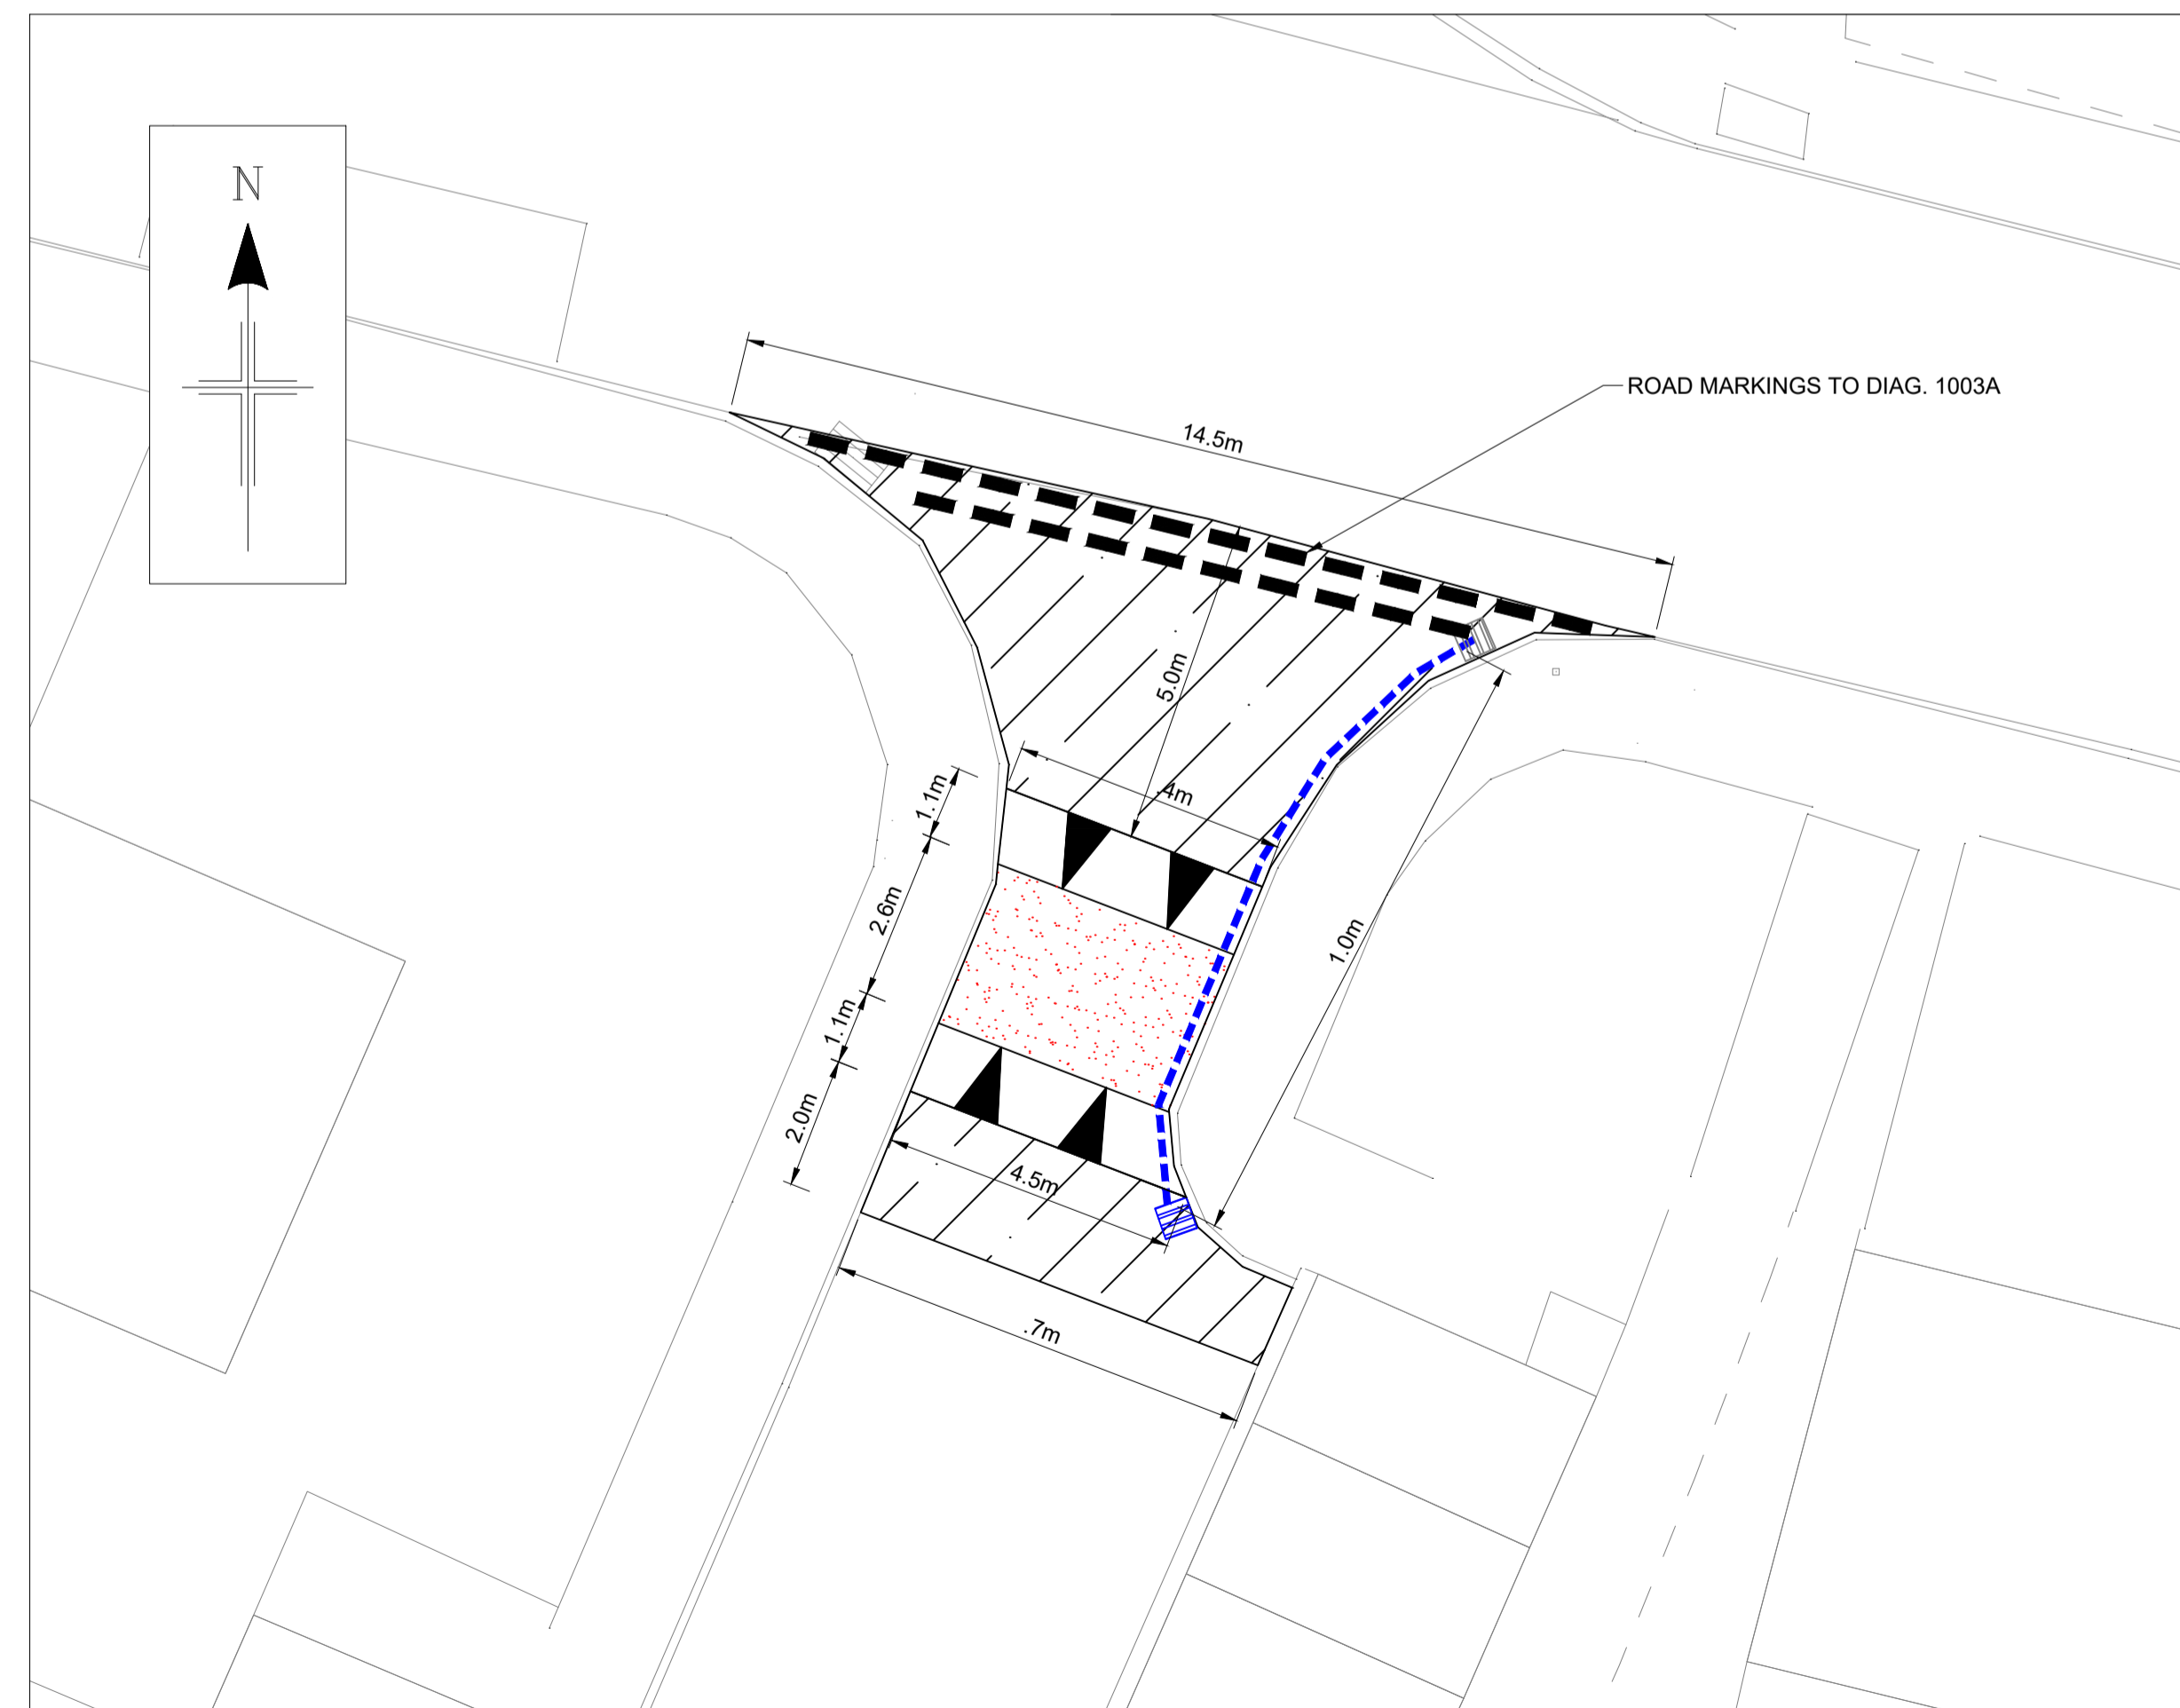 N
ROAD MARKINGS TO DIAG. 1003A
14.5m
5.0m
.4m
1.1m
2.6m
1.0m
1.1m
2.0m
4.5m
.7m